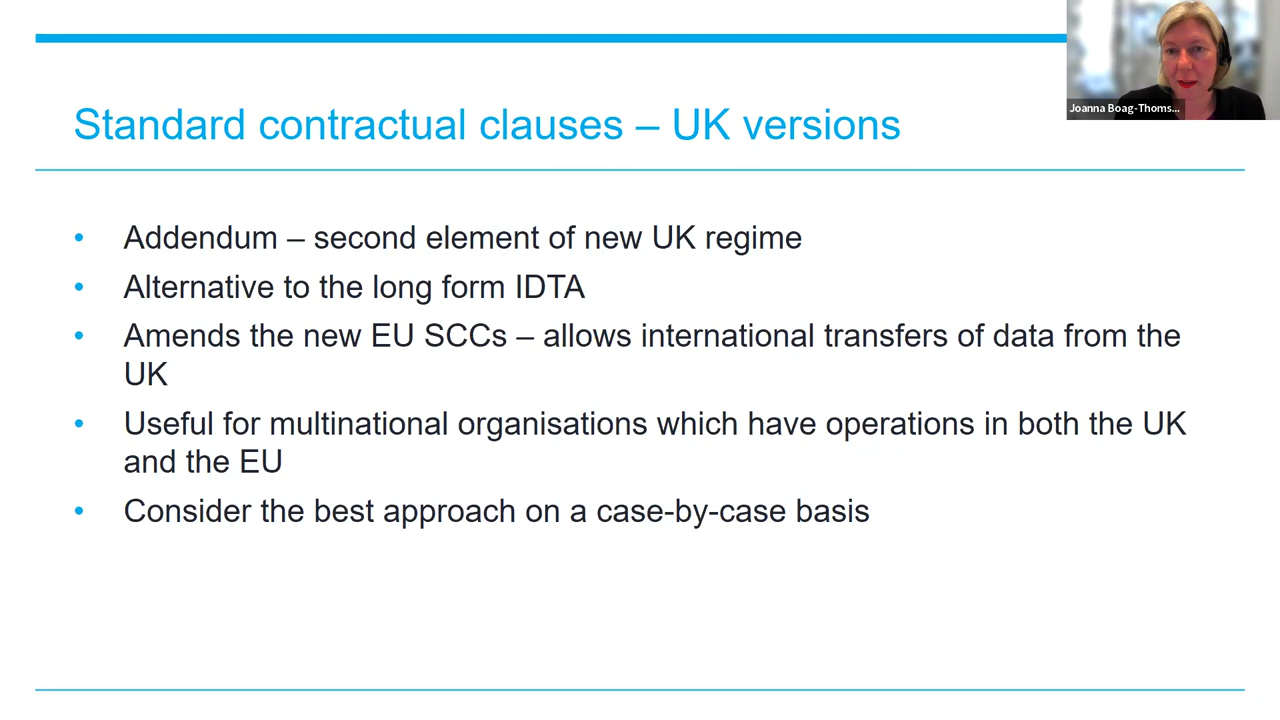 Joanna Boag-Thoms...
Standard contractual clauses – UK versions
• Addendum – second element of new UK regime
• Alternative to the long form IDTA
• Amends the new EU SCCs – allows international transfers of data from the
UK
• Useful for multinational organisations which have operations in both the UK
and the EU
• Consider the best approach on a case-by-case basis